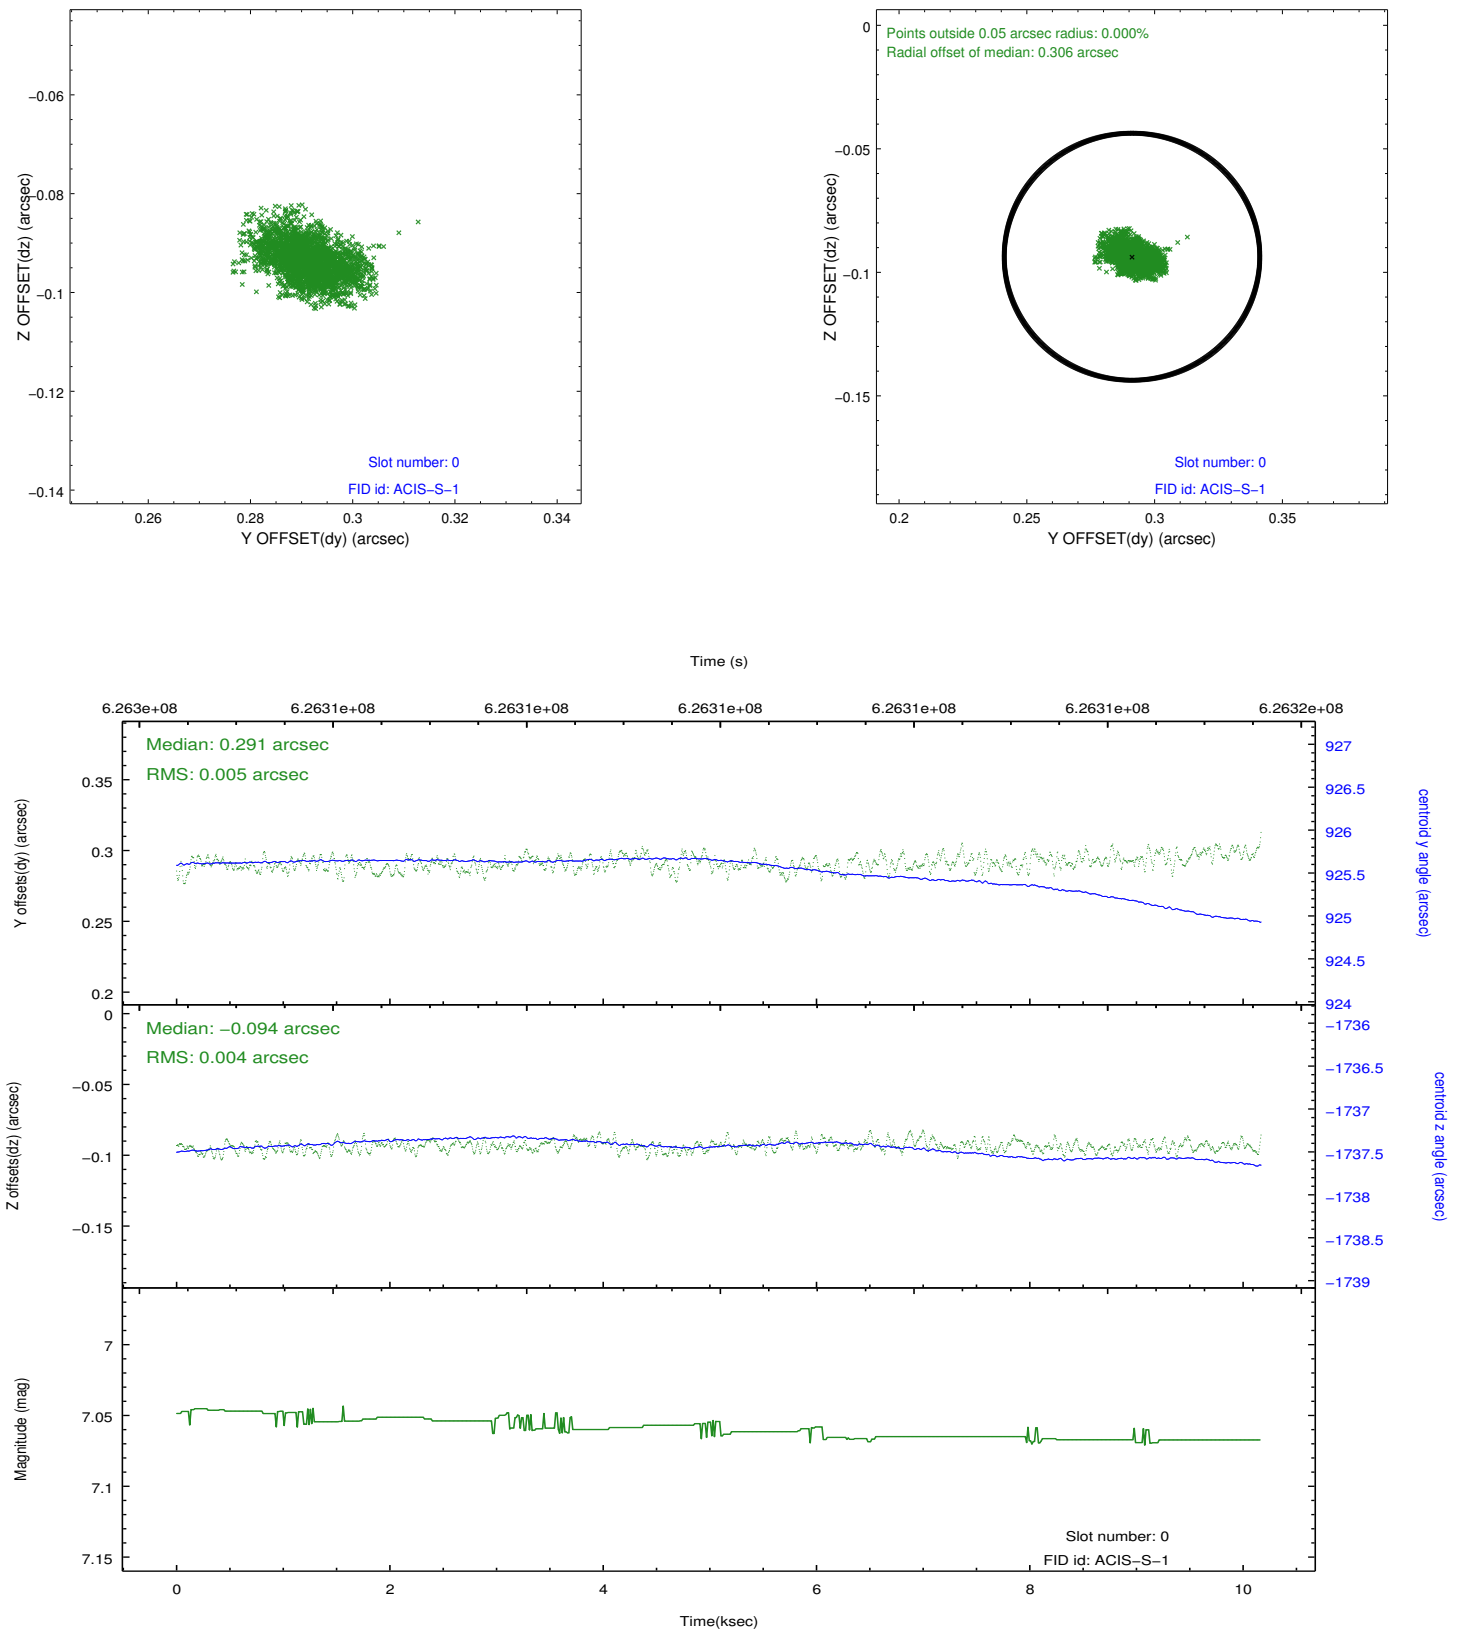 −0.06
−0.08
−0.1
−0.12
−0.14
Z OFFSET(dz) (arcsec)
Slot number: 0
FID id: ACIS−S−1
0.26
0.28
0.3
0.32
0.34
Y OFFSET(dy) (arcsec)
Points outside 0.05 arcsec radius: 0.000%
Radial offset of median: 0.306 arcsec
0
−0.05
−0.1
−0.15
Z OFFSET(dz) (arcsec)
Slot number: 0
FID id: ACIS−S−1
0.2
0.25
0.3
0.35
Y OFFSET(dy) (arcsec)
Time (s)
6.263e+08
6.2631e+08
6.2631e+08
6.2631e+08
6.2631e+08
6.2631e+08
6.2632e+08
Median: 0.291 arcsec
RMS: 0.005 arcsec
0.35
0.3
0.25
0.2
Y offsets(dy) (arcsec)
927
926.5
926
925.5
925
924.5
924
centroid y angle (arcsec)
Median: −0.094 arcsec
RMS: 0.004 arcsec
0
−0.05
−0.1
−0.15
Z offsets(dz) (arcsec)
−1736
−1736.5
−1737
−1737.5
−1738
−1738.5
−1739
centroid z angle (arcsec)
7
7.05
7.1
7.15
Magnitude (mag)
Slot number: 0
FID id: ACIS−S−1
0
2
4
6
8
10
Time(ksec)